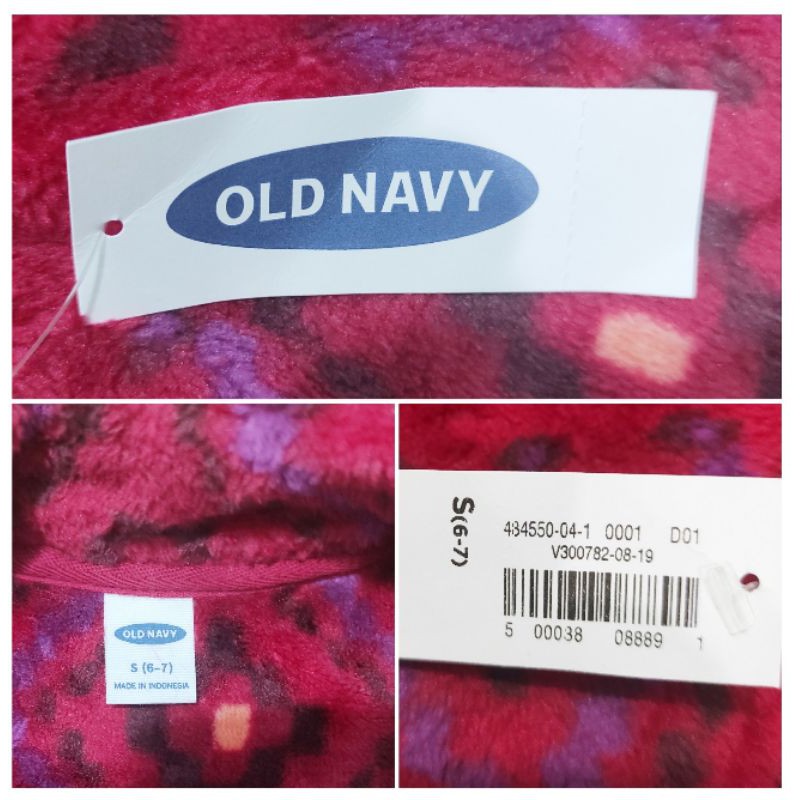 OLD NAVY
OLD NAVY
S (6-7)
MADE IN INDONESIA
S(6-7)
484550-04-1 0001 D01
V300782-08-19
5 00038 08889 1